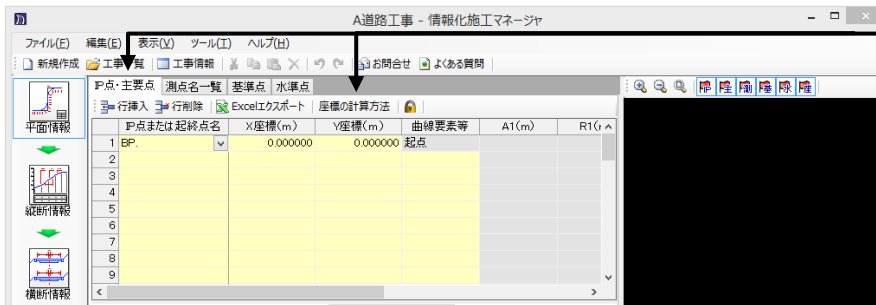 A道路工事 - 情報化施工マネージャ
ファイル(F) 編集(E) 表示(V) ツール(T) ヘルプ(H)
新規作成 工事一覧 工事情報 お問合せ よくある質問
平面情報
縦断情報
横断情報
IP点・主要点 測点名一覧 基準点 水準点
行挿入 行削除 Excelエクスポート 座標の計算方法
IP点または起終点名 X座標(m) Y座標(m) 曲線要素等 A1(m) R1(
1 BP. 0.000000 0.000000 起点
2
3
4
5
6
7
8
9